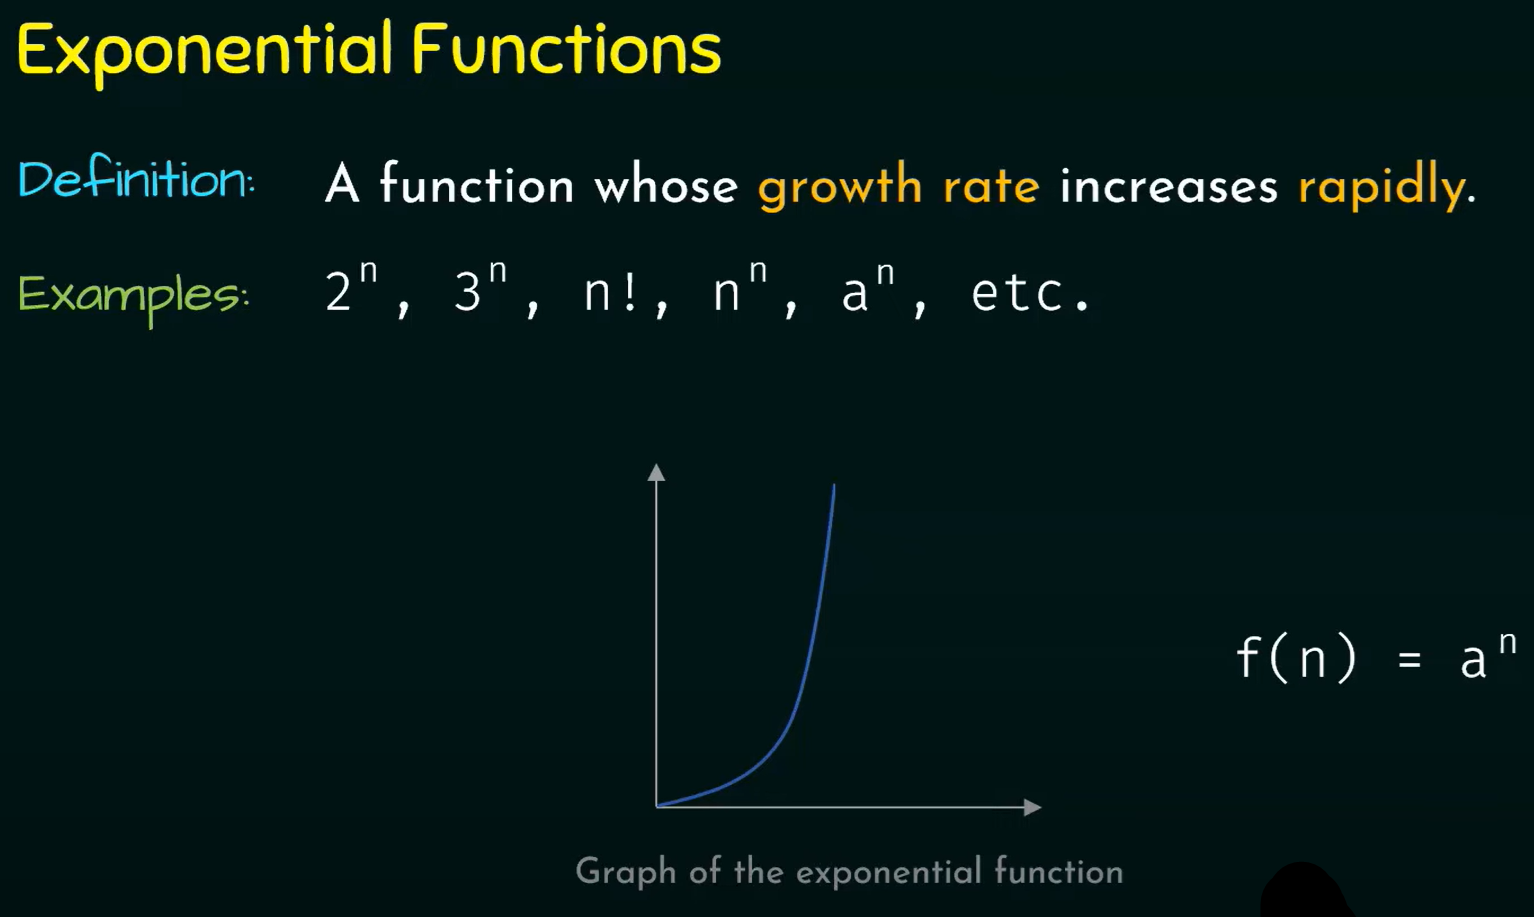 Exponential Functions
Definition: A function whose growth rate increases rapidly.
Examples: 2ⁿ, 3ⁿ, n!, nⁿ, aⁿ, etc.
f(n) = aⁿ
Graph of the exponential function